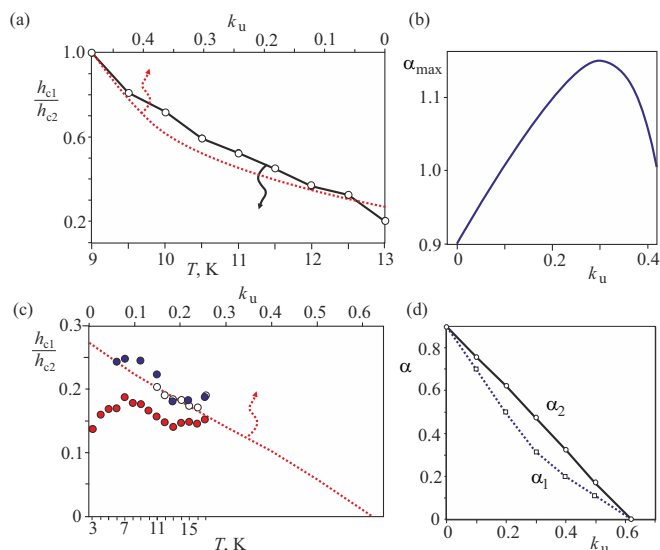 (a)
k_u
0.4 0.3 0.2 0.1 0
1.0
h_c1
h_c2
0.6
0.2
9 10 11 12 13
T, K
(b)
α_max
1.1
1.0
0.9
0 0.2 0.4
k_u
(c)
k_u
0 0.1 0.2 0.3 0.4 0.5 0.6
0.3
h_c1
h_c2
0.2
0.1
0
3 7 11 15
T, K
(d)
α
0.8
0.6
0.4
0.2
0
α_2
α_1
0 0.2 0.4 0.6
k_u